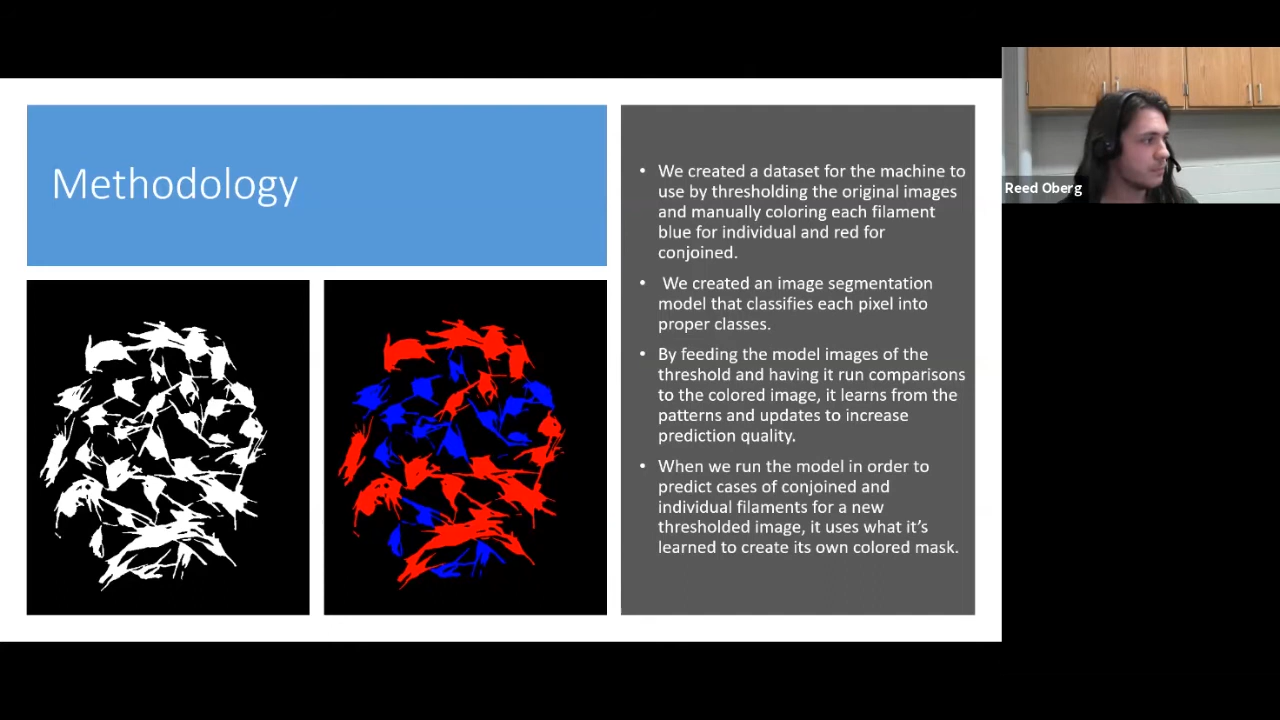 Methodology
• We created a dataset for the machine to
use by thresholding the original images
and manually coloring each filament
blue for individual and red for
conjoined.
• We created an image segmentation
model that classifies each pixel into
proper classes.
• By feeding the model images of the
threshold and having it run comparisons
to the colored image, it learns from the
patterns and updates to increase
prediction quality.
• When we run the model in order to
predict cases of conjoined and
individual filaments for a new
thresholded image, it uses what it’s
learned to create its own colored mask.
Reed Oberg